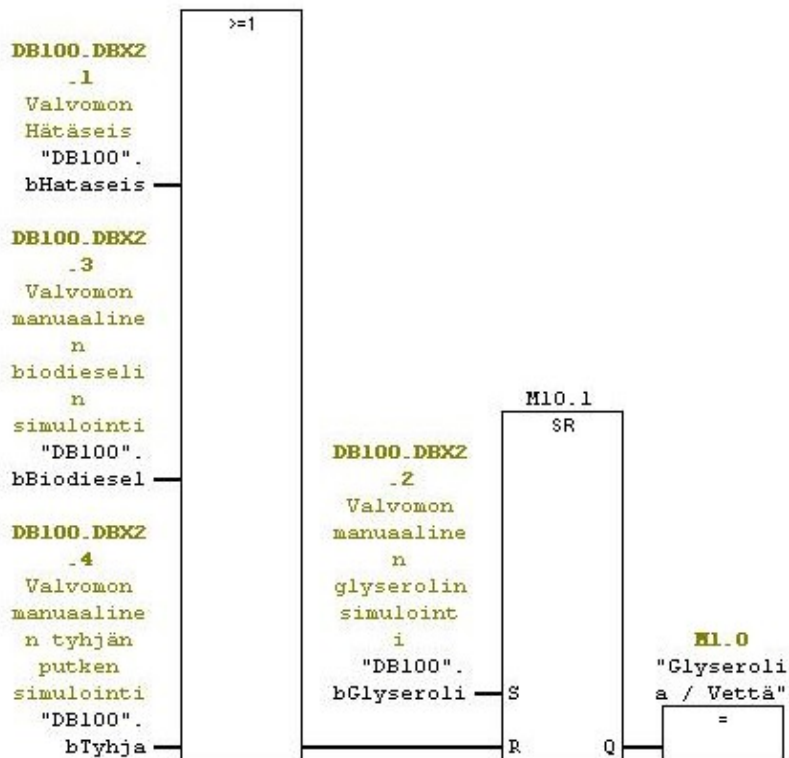 >=1
DB100.DBX2
.1
Valvomon
Hätäseis
"DB100".
bHataseis
DB100.DBX2
.3
Valvomon
manuaaline
n
biodieseli
n
simulointi
"DB100".
bBiodiesel
DB100.DBX2
.4
Valvomon
manuaaline
n tyhjän
putken
simulointi
"DB100".
bTyhja
DB100.DBX2
.2
Valvomon
manuaaline
n
glyserolin
simuloint
i
"DB100".
bGlyseroli
M10.1
SR
S
R Q
M1.0
"Glyseroli
a / Vettä"
=